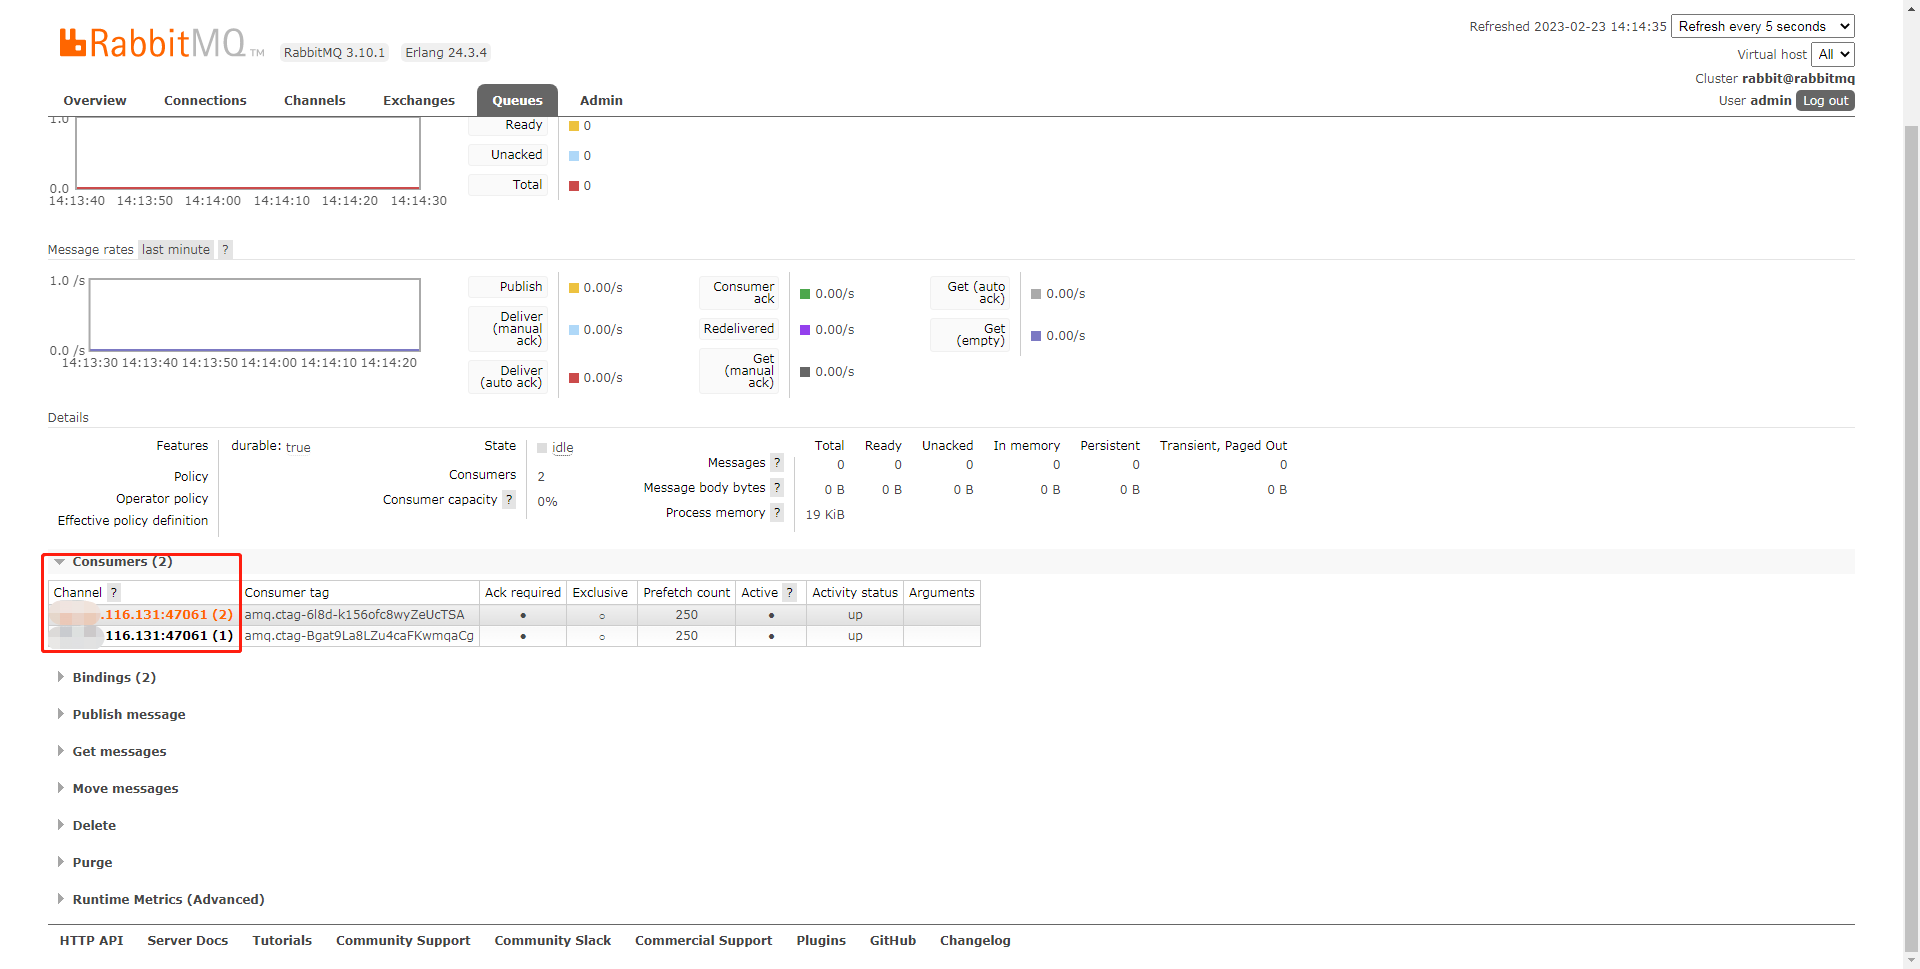 Refreshed 2023-02-23 14:14:35 Refresh every 5 seconds
RabbitMQ TM RabbitMQ 3.10.1 Erlang 24.3.4
Virtual host All
Cluster rabbit@rabbitmq
User admin Log out
Overview Connections Channels Exchanges Queues Admin
1.0
0.0
14:13:40 14:13:50 14:14:00 14:14:10 14:14:20 14:14:30
Ready 0
Unacked 0
Total 0
Message rates last minute ?
1.0 /s
0.0 /s
14:13:30 14:13:40 14:13:50 14:14:00 14:14:10 14:14:20
Publish 0.00/s
Deliver (manual ack) 0.00/s
Deliver (auto ack) 0.00/s
Consumer ack 0.00/s
Redelivered 0.00/s
Get (manual ack) 0.00/s
Get (auto ack) 0.00/s
Get (empty) 0.00/s
Details
Features durable: true
Policy
Operator policy
Effective policy definition
State idle
Consumers 2
Consumer capacity ? 0%
Total Ready Unacked In memory Persistent Transient, Paged Out
Messages ? 0 0 0 0 0 0
Message body bytes ? 0 B 0 B 0 B 0 B 0 B 0 B
Process memory ? 19 KiB
Consumers (2)
Channel ? Consumer tag Ack required Exclusive Prefetch count Active ? Activity status Arguments
.116.131:47061 (2) amq.ctag-6l8d-k156ofc8wyZeUcTSA ● ○ 250 ● up
116.131:47061 (1) amq.ctag-Bgat9La8LZu4caFKwmqaCg ● ○ 250 ● up
Bindings (2)
Publish message
Get messages
Move messages
Delete
Purge
Runtime Metrics (Advanced)
HTTP API Server Docs Tutorials Community Support Community Slack Commercial Support Plugins GitHub Changelog